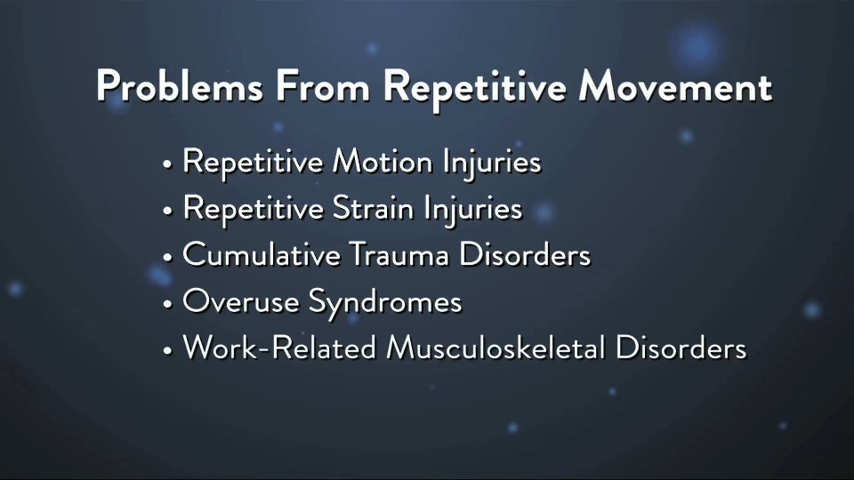 Problems From Repetitive Movement
• Repetitive Motion Injuries
• Repetitive Strain Injuries
• Cumulative Trauma Disorders
• Overuse Syndromes
• Work-Related Musculoskeletal Disorders